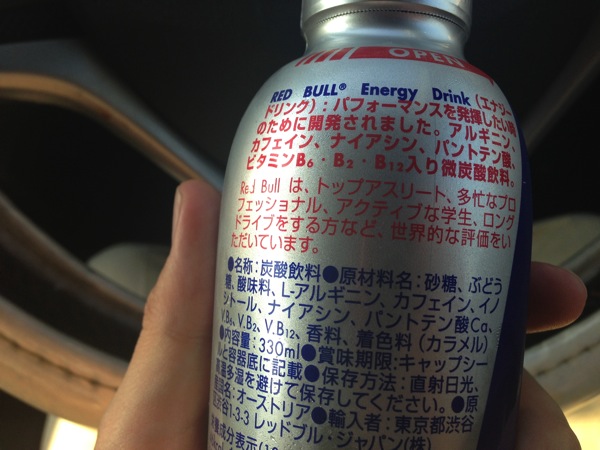 OPEN
RED BULL® Energy Drink (エナジー
ドリンク):パフォーマンスを発揮したい時
のために開発されました。アルギニン、
カフェイン、ナイアシン、パントテン酸、
ビタミンB6・B2・B12入り微炭酸飲料。
Red Bull は、トップアスリート、多忙なプロ
フェッショナル、アクティブな学生、ロング
ドライブをする方など、世界的な評価をい
ただいています。
●名称:炭酸飲料●原材料名:砂糖、ぶどう
糖、酸味料、L-アルギニン、カフェイン、イノ
シトール、ナイアシン、パントテン酸Ca、
V.B6、V.B2、V.B12、香料、着色料(カラメル)
●内容量:330ml●賞味期限:キャップシー
ルと容器底に記載●保存方法:直射日光、
高温多湿を避けて保存してください。●原
産国名:オーストリア●輸入者:東京都渋谷
区渋谷1-3-3 レッドブル・ジャパン(株)
栄養成分表示